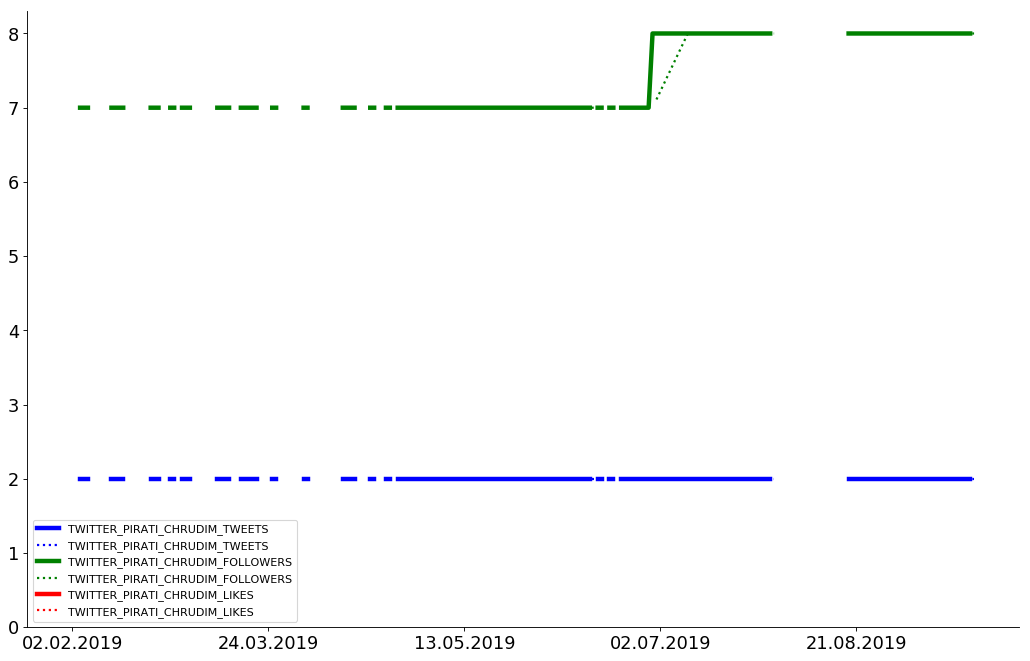 8
7
6
5
4
3
2
1
0
TWITTER_PIRATI_CHRUDIM_TWEETS
TWITTER_PIRATI_CHRUDIM_TWEETS
TWITTER_PIRATI_CHRUDIM_FOLLOWERS
TWITTER_PIRATI_CHRUDIM_FOLLOWERS
TWITTER_PIRATI_CHRUDIM_LIKES
TWITTER_PIRATI_CHRUDIM_LIKES
02.02.2019 24.03.2019 13.05.2019 02.07.2019 21.08.2019